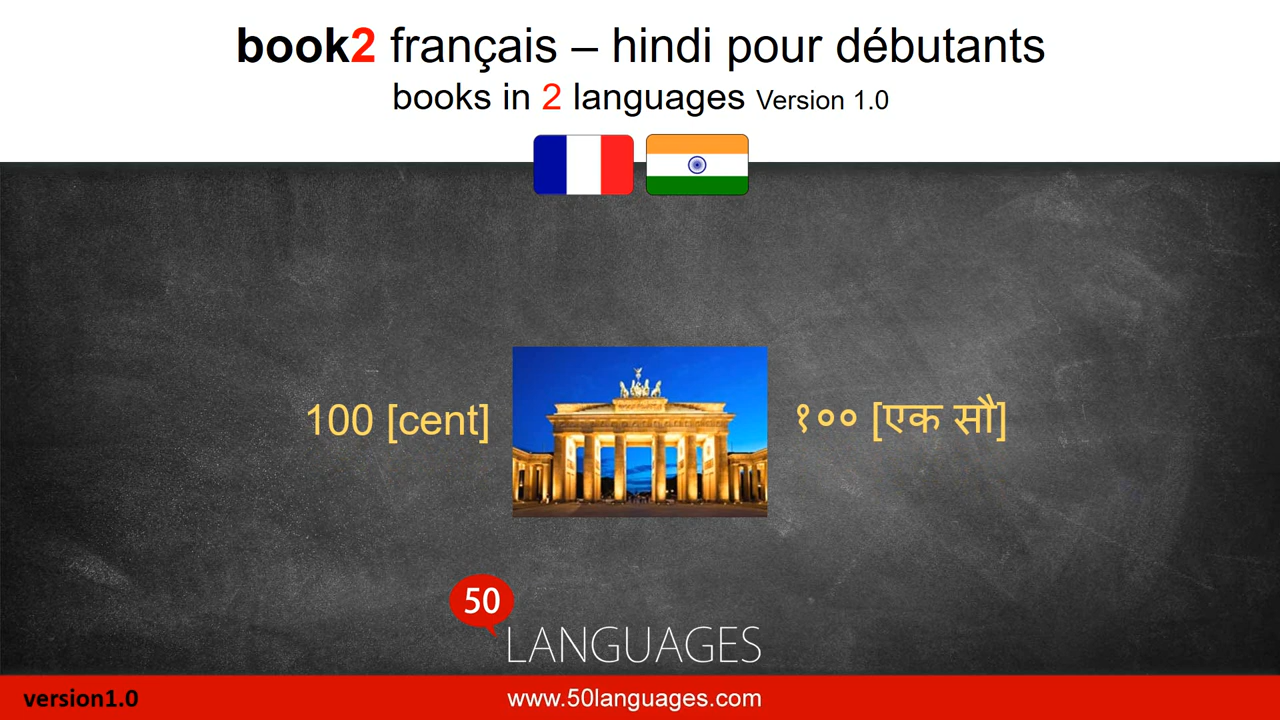 book2 français – hindi pour débutants
books in 2 languages Version 1.0
100 [cent]
१०० [एक सौ]
50
LANGUAGES
version1.0
www.50languages.com